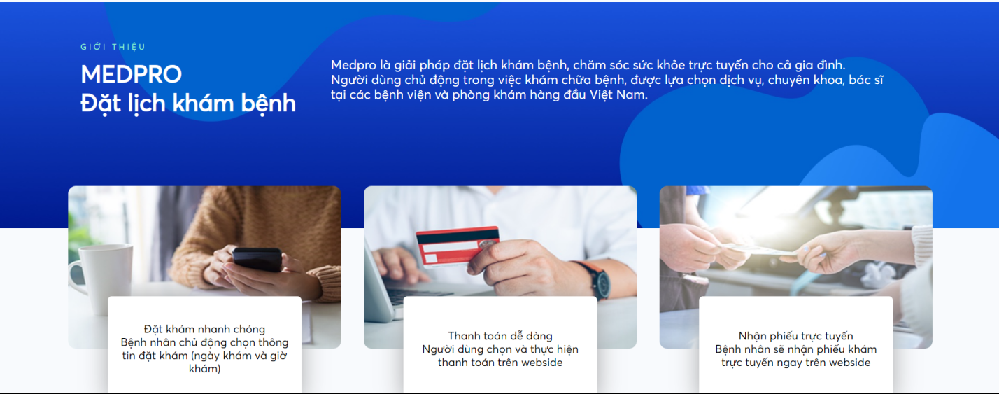 GIỚI THIỆU
MEDPRO
Đặt lịch khám bệnh
Medpro là giải pháp đặt lịch khám bệnh, chăm sóc sức khỏe trực tuyến cho cả gia đình.
Người dùng chủ động trong việc khám chữa bệnh, được lựa chọn dịch vụ, chuyên khoa, bác sĩ
tại các bệnh viện và phòng khám hàng đầu Việt Nam.
Đặt khám nhanh chóng
Bệnh nhân chủ động chọn thông
tin đặt khám (ngày khám và giờ
khám)
Thanh toán dễ dàng
Người dùng chọn và thực hiện
thanh toán trên webside
Nhận phiếu trực tuyến
Bệnh nhân sẽ nhận phiếu khám
trực tuyến ngay trên webside